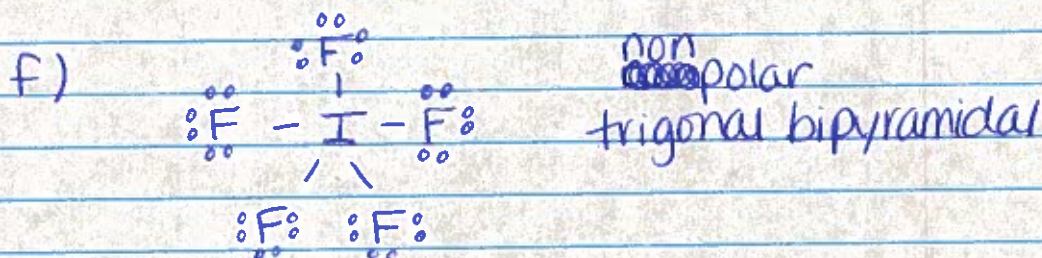 f)
F
non
polar
F - I - F
trigonal bipyramidal
F F